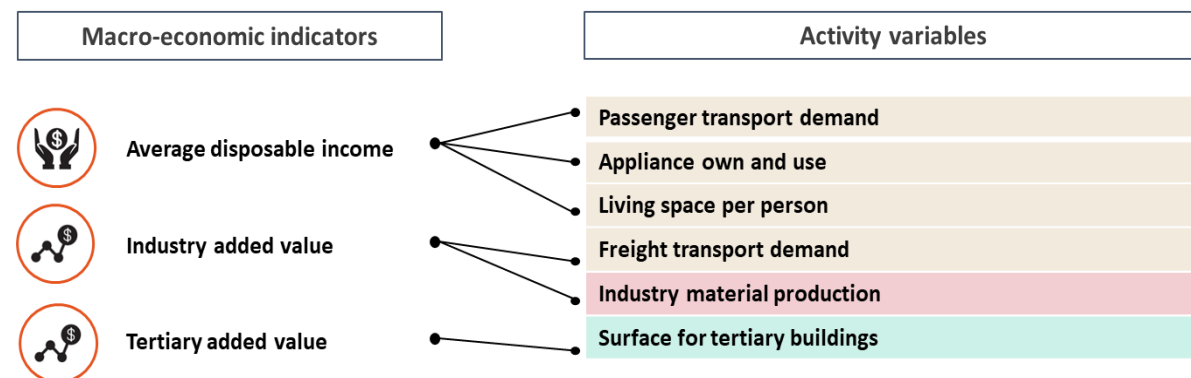 Macro-economic indicators
Activity variables
Average disposable income
Passenger transport demand
Appliance own and use
Living space per person
Industry added value
Freight transport demand
Industry material production
Tertiary added value
Surface for tertiary buildings